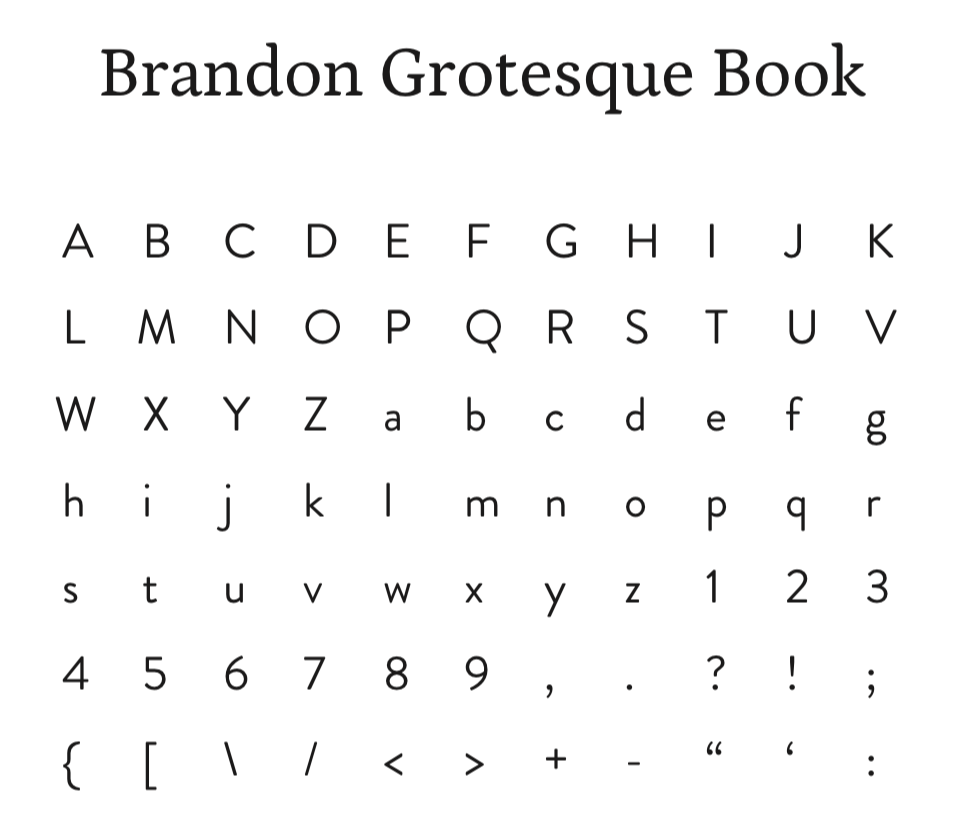 Brandon Grotesque Book
A B C D E F G H I J K
L M N O P Q R S T U V
W X Y Z a b c d e f g
h i j k l m n o p q r
s t u v w x y z 1 2 3
4 5 6 7 8 9 , . ? ! ;
{ [ \ / < > + - “ ‘ :